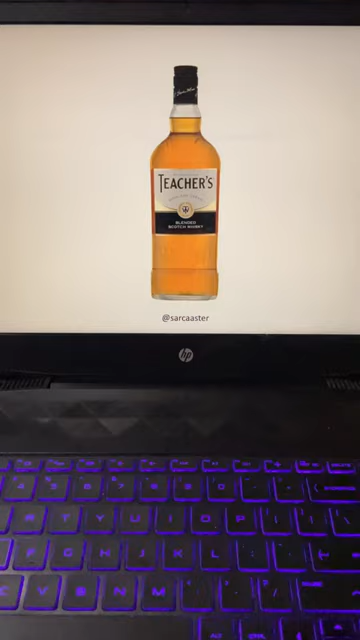 TEACHER'S
BLENDED
SCOTCH WHISKY
@sarcaaster
hp
R T Y U I O P
F G H J K L
C V B N M